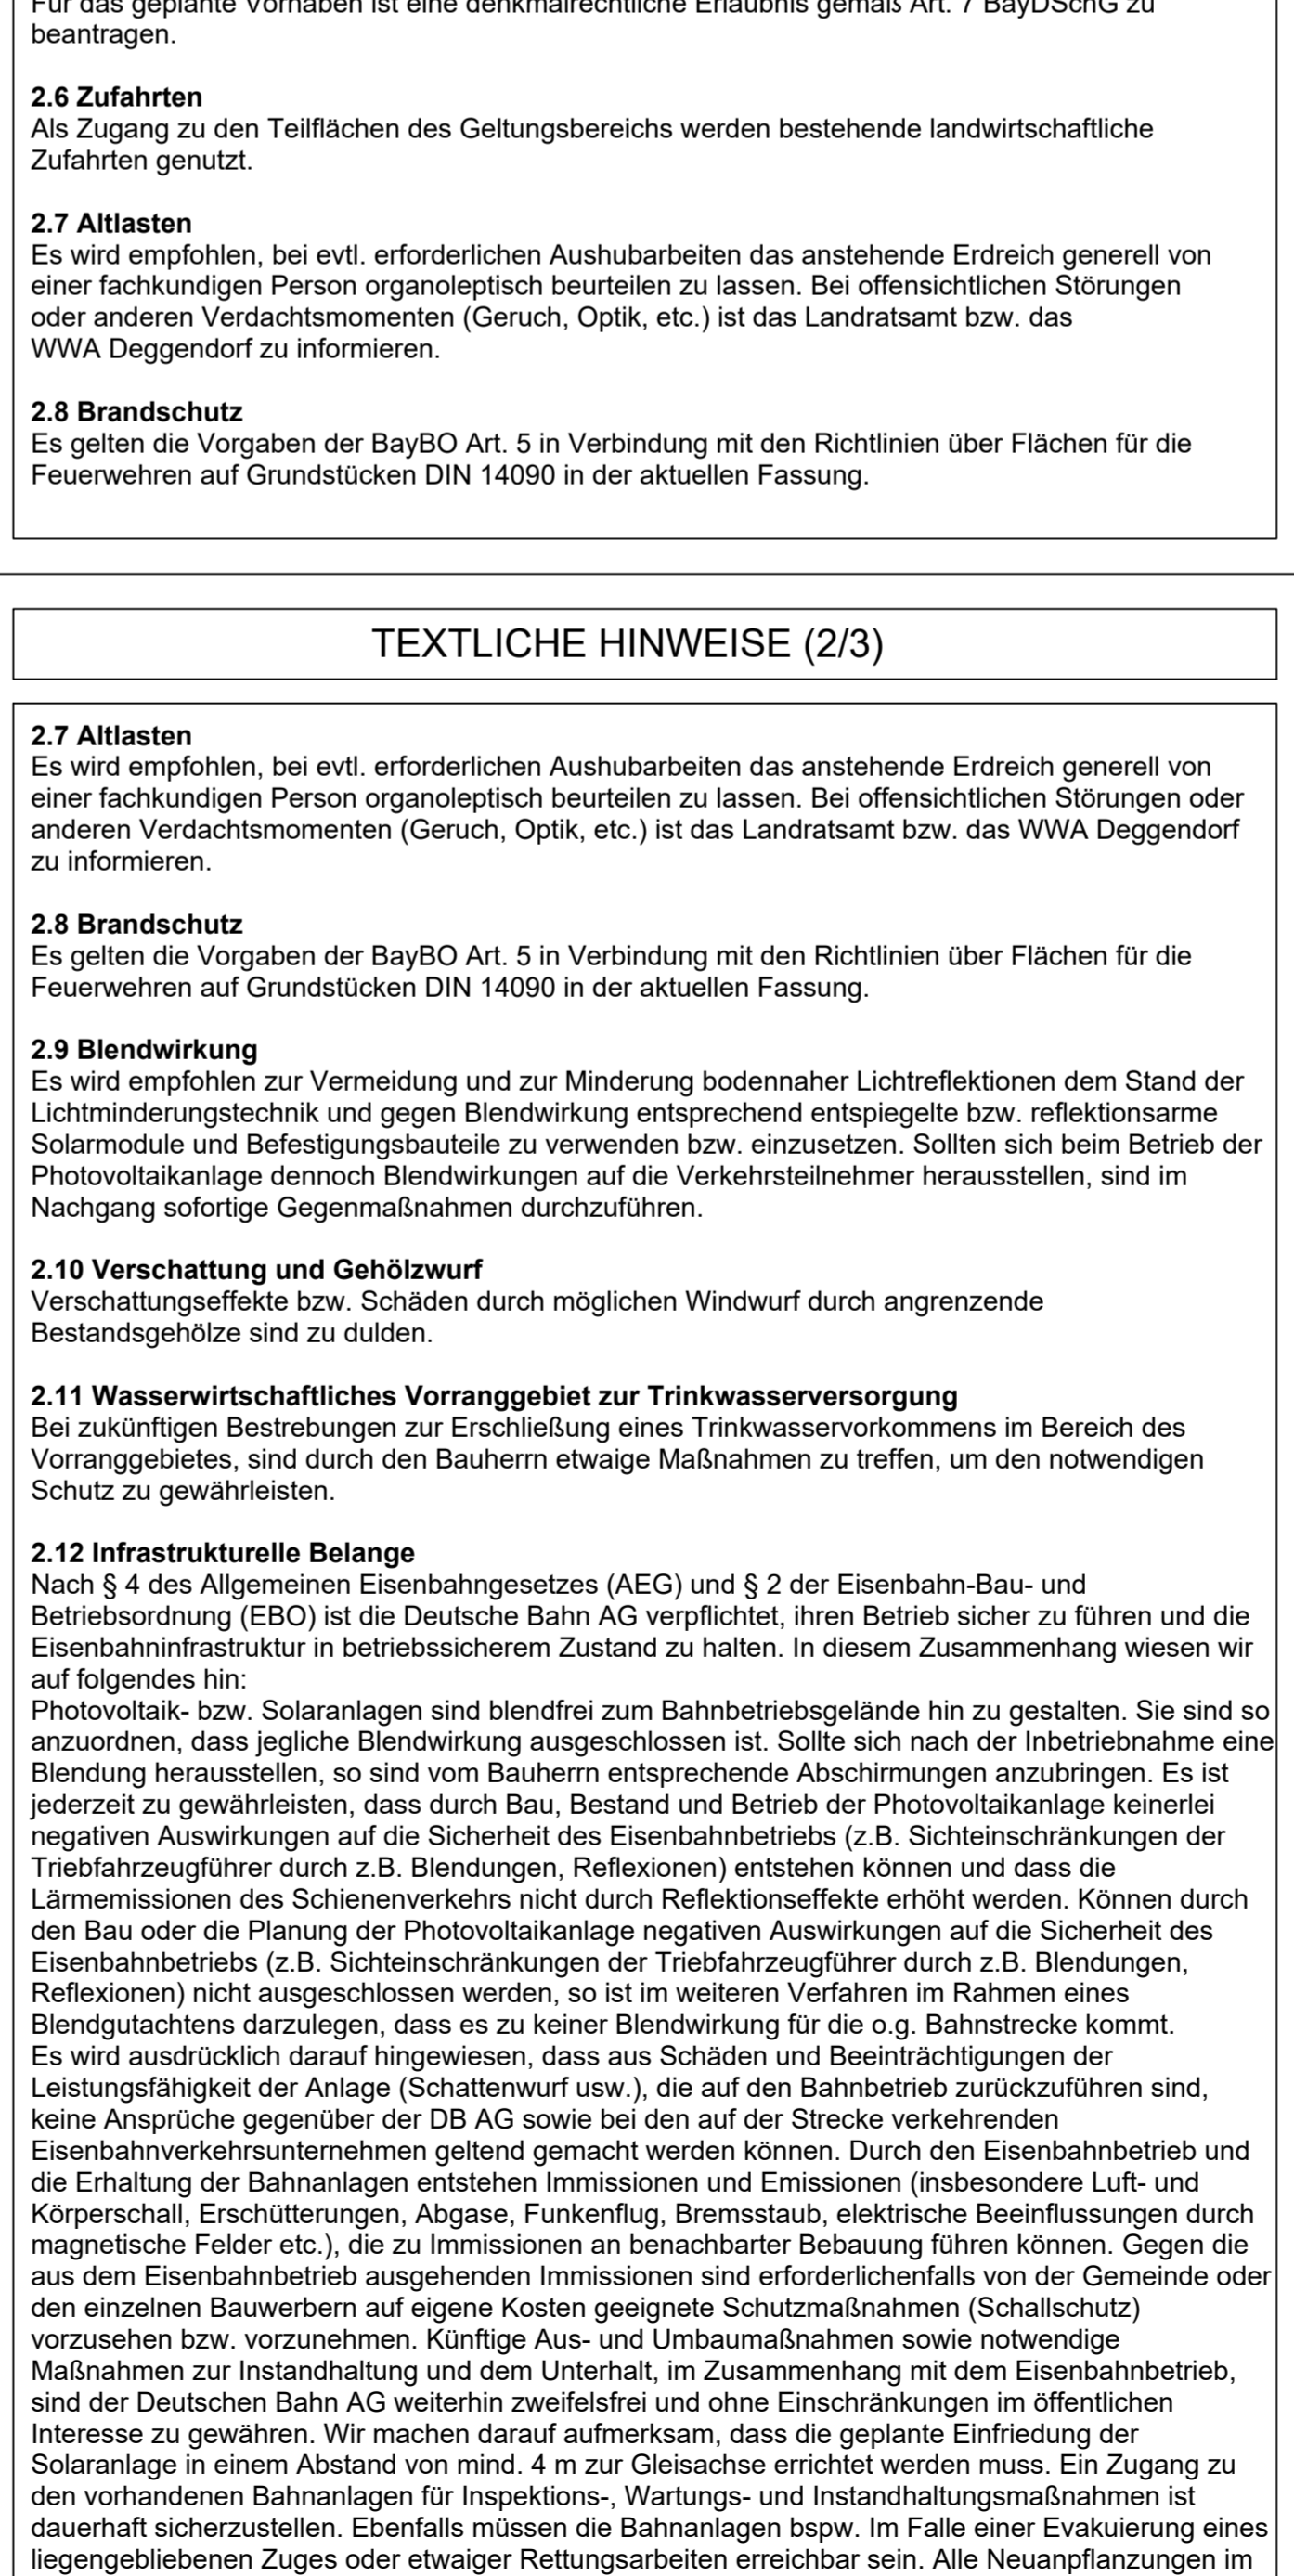 Für das geplante Vorhaben ist eine denkmalrechtliche Erlaubnis gemäß Art. 7 BayDSchG zu
beantragen.
2.6 Zufahrten
Als Zugang zu den Teilflächen des Geltungsbereichs werden bestehende landwirtschaftliche
Zufahrten genutzt.
2.7 Altlasten
Es wird empfohlen, bei evtl. erforderlichen Aushubarbeiten das anstehende Erdreich generell von
einer fachkundigen Person organoleptisch beurteilen zu lassen. Bei offensichtlichen Störungen
oder anderen Verdachtsmomenten (Geruch, Optik, etc.) ist das Landratsamt bzw. das
WWA Deggendorf zu informieren.
2.8 Brandschutz
Es gelten die Vorgaben der BayBO Art. 5 in Verbindung mit den Richtlinien über Flächen für die
Feuerwehren auf Grundstücken DIN 14090 in der aktuellen Fassung.
TEXTLICHE HINWEISE (2/3)
2.7 Altlasten
Es wird empfohlen, bei evtl. erforderlichen Aushubarbeiten das anstehende Erdreich generell von
einer fachkundigen Person organoleptisch beurteilen zu lassen. Bei offensichtlichen Störungen oder
anderen Verdachtsmomenten (Geruch, Optik, etc.) ist das Landratsamt bzw. das WWA Deggendorf
zu informieren.
2.8 Brandschutz
Es gelten die Vorgaben der BayBO Art. 5 in Verbindung mit den Richtlinien über Flächen für die
Feuerwehren auf Grundstücken DIN 14090 in der aktuellen Fassung.
2.9 Blendwirkung
Es wird empfohlen zur Vermeidung und zur Minderung bodennaher Lichtreflektionen dem Stand der
Lichtminderungstechnik und gegen Blendwirkung entsprechend entspiegelte bzw. reflektionsarme
Solarmodule und Befestigungsbauteile zu verwenden bzw. einzusetzen. Sollten sich beim Betrieb der
Photovoltaikanlage dennoch Blendwirkungen auf die Verkehrsteilnehmer herausstellen, sind im
Nachgang sofortige Gegenmaßnahmen durchzuführen.
2.10 Verschattung und Gehölzwurf
Verschattungseffekte bzw. Schäden durch möglichen Windwurf durch angrenzende
Bestandsgehölze sind zu dulden.
2.11 Wasserwirtschaftliches Vorranggebiet zur Trinkwasserversorgung
Bei zukünftigen Bestrebungen zur Erschließung eines Trinkwasservorkommens im Bereich des
Vorranggebietes, sind durch den Bauherrn etwaige Maßnahmen zu treffen, um den notwendigen
Schutz zu gewährleisten.
2.12 Infrastrukturelle Belange
Nach § 4 des Allgemeinen Eisenbahngesetzes (AEG) und § 2 der Eisenbahn-Bau- und
Betriebsordnung (EBO) ist die Deutsche Bahn AG verpflichtet, ihren Betrieb sicher zu führen und die
Eisenbahninfrastruktur in betriebssicherem Zustand zu halten. In diesem Zusammenhang wiesen wir
auf folgendes hin:
Photovoltaik- bzw. Solaranlagen sind blendfrei zum Bahnbetriebsgelände hin zu gestalten. Sie sind so
anzuordnen, dass jegliche Blendwirkung ausgeschlossen ist. Sollte sich nach der Inbetriebnahme eine
Blendung herausstellen, so sind vom Bauherrn entsprechende Abschirmungen anzubringen. Es ist
jederzeit zu gewährleisten, dass durch Bau, Bestand und Betrieb der Photovoltaikanlage keinerlei
negativen Auswirkungen auf die Sicherheit des Eisenbahnbetriebs (z.B. Sichteinschränkungen der
Triebfahrzeugführer durch z.B. Blendungen, Reflexionen) entstehen können und dass die
Lärmemissionen des Schienenverkehrs nicht durch Reflektionseffekte erhöht werden. Können durch
den Bau oder die Planung der Photovoltaikanlage negativen Auswirkungen auf die Sicherheit des
Eisenbahnbetriebs (z.B. Sichteinschränkungen der Triebfahrzeugführer durch z.B. Blendungen,
Reflexionen) nicht ausgeschlossen werden, so ist im weiteren Verfahren im Rahmen eines
Blendgutachtens darzulegen, dass es zu keiner Blendwirkung für die o.g. Bahnstrecke kommt.
Es wird ausdrücklich darauf hingewiesen, dass aus Schäden und Beeinträchtigungen der
Leistungsfähigkeit der Anlage (Schattenwurf usw.), die auf den Bahnbetrieb zurückzuführen sind,
keine Ansprüche gegenüber der DB AG sowie bei den auf der Strecke verkehrenden
Eisenbahnverkehrsunternehmen geltend gemacht werden können. Durch den Eisenbahnbetrieb und
die Erhaltung der Bahnanlagen entstehen Immissionen und Emissionen (insbesondere Luft- und
Körperschall, Erschütterungen, Abgase, Funkenflug, Bremsstaub, elektrische Beeinflussungen durch
magnetische Felder etc.), die zu Immissionen an benachbarter Bebauung führen können. Gegen die
aus dem Eisenbahnbetrieb ausgehenden Immissionen sind erforderlichenfalls von der Gemeinde oder
den einzelnen Bauwerbern auf eigene Kosten geeignete Schutzmaßnahmen (Schallschutz)
vorzusehen bzw. vorzunehmen. Künftige Aus- und Umbaumaßnahmen sowie notwendige
Maßnahmen zur Instandhaltung und dem Unterhalt, im Zusammenhang mit dem Eisenbahnbetrieb,
sind der Deutschen Bahn AG weiterhin zweifelsfrei und ohne Einschränkungen im öffentlichen
Interesse zu gewähren. Wir machen darauf aufmerksam, dass die geplante Einfriedung der
Solaranlage in einem Abstand von mind. 4 m zur Gleisachse errichtet werden muss. Ein Zugang zu
den vorhandenen Bahnanlagen für Inspektions-, Wartungs- und Instandhaltungsmaßnahmen ist
dauerhaft sicherzustellen. Ebenfalls müssen die Bahnanlagen bspw. Im Falle einer Evakuierung eines
liegengebliebenen Zuges oder etwaiger Rettungsarbeiten erreichbar sein. Alle Neuanpflanzungen im